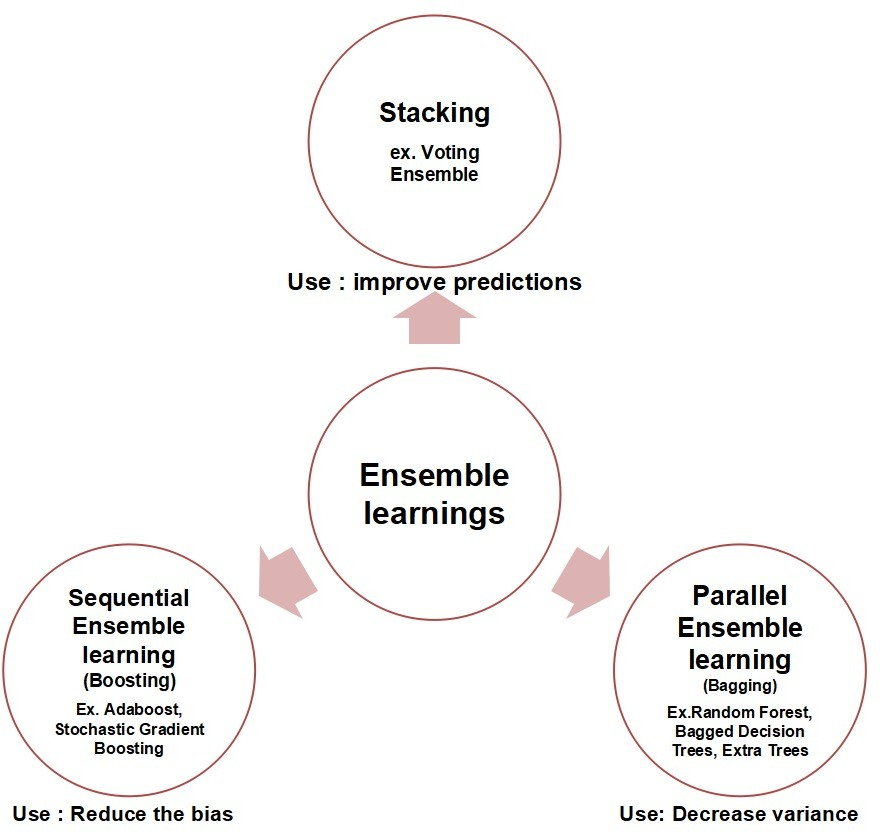 Stacking
ex. Voting
Ensemble
Use : improve predictions
Ensemble
learnings
Sequential
Ensemble
learning
(Boosting)
Ex. Adaboost,
Stochastic Gradient
Boosting
Use : Reduce the bias
Parallel
Ensemble
learning
(Bagging)
Ex.Random Forest,
Bagged Decision
Trees, Extra Trees
Use: Decrease variance